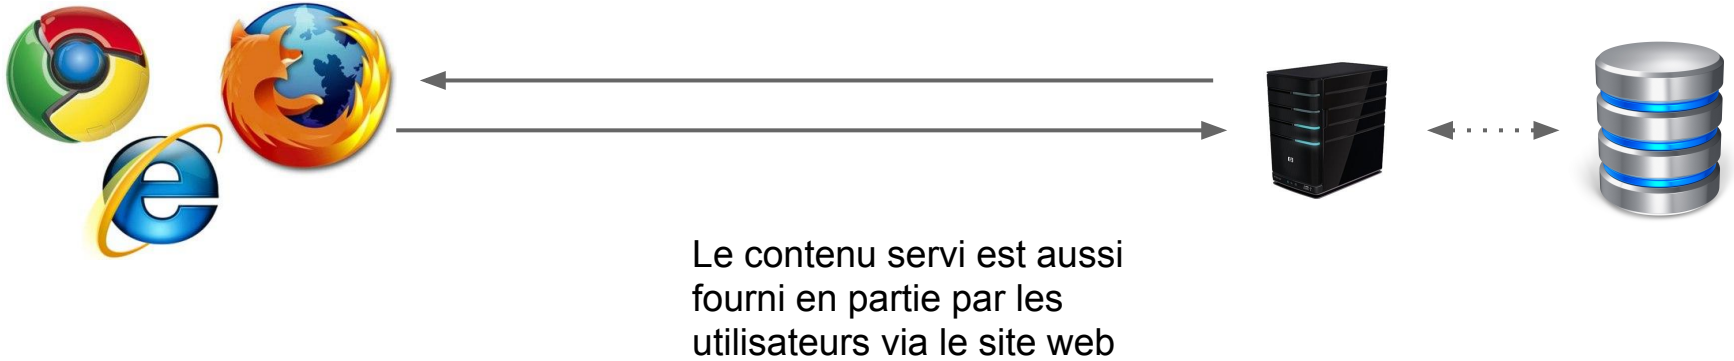 Le contenu servi est aussi
fourni en partie par les
utilisateurs via le site web